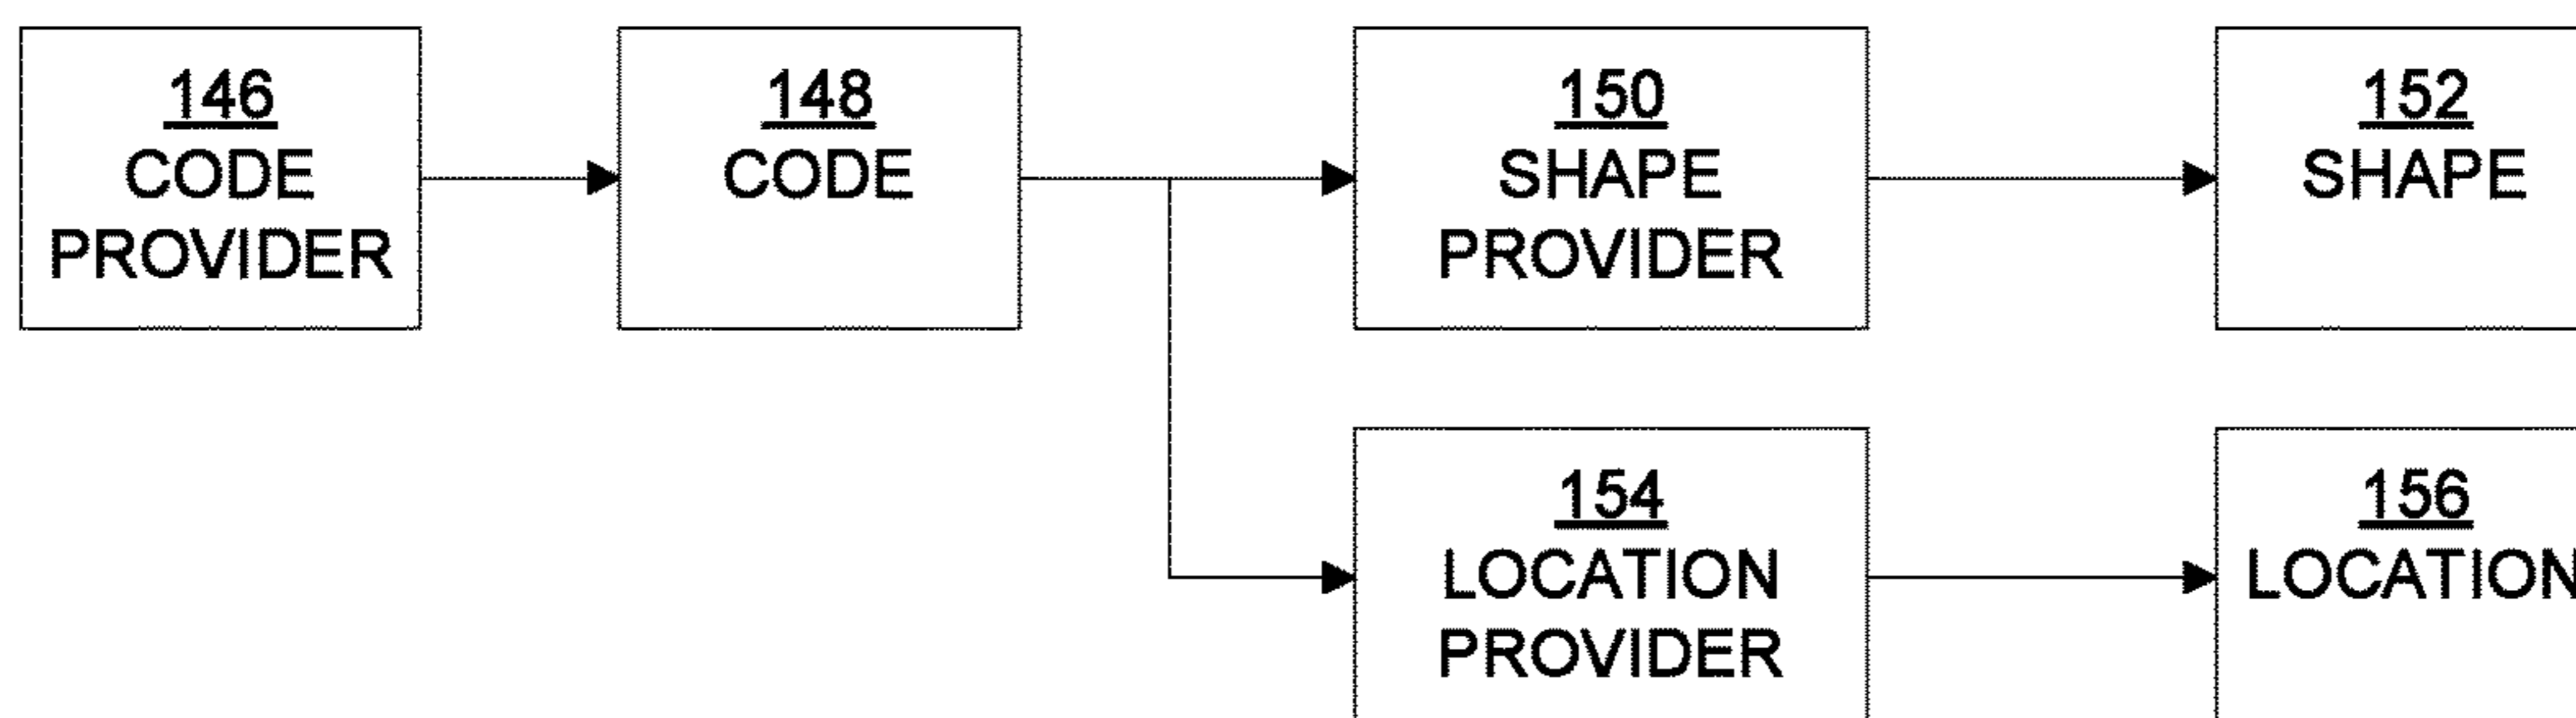 146
CODE
PROVIDER
148
CODE
150
SHAPE
PROVIDER
152
SHAPE
154
LOCATION
PROVIDER
156
LOCATION